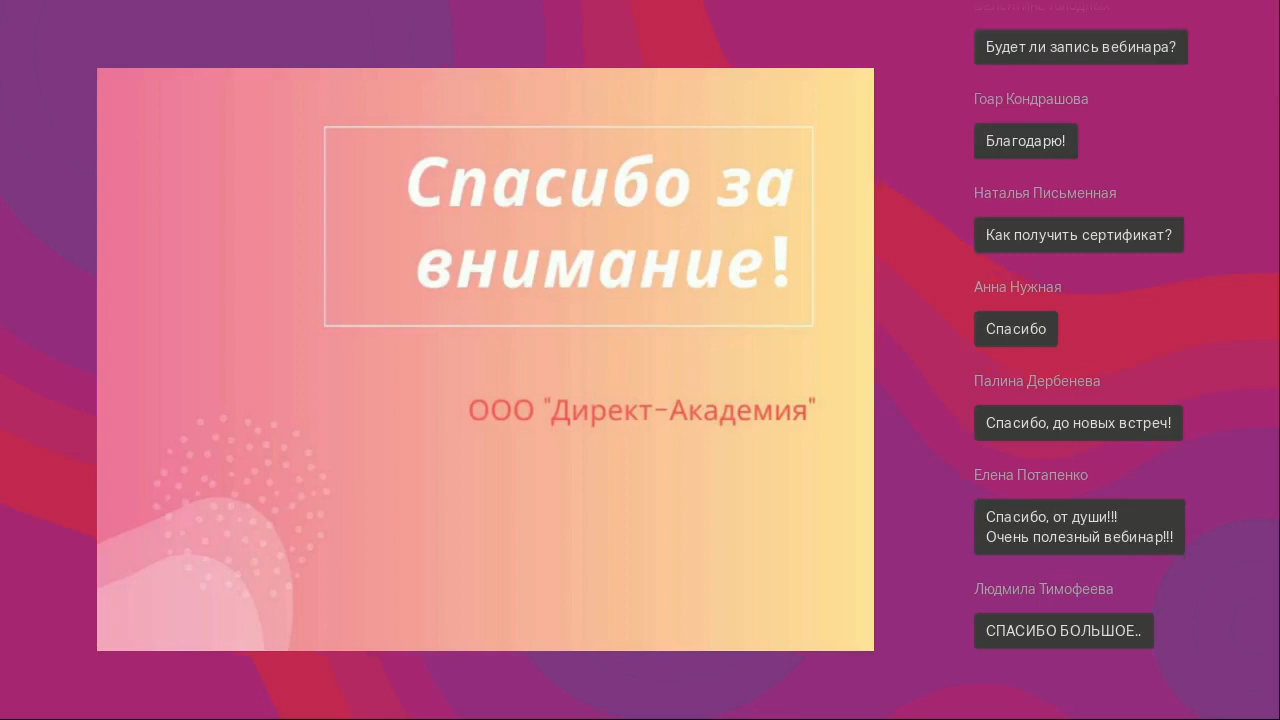 Спасибо за
внимание!
ООО "Директ-Академия"
Будет ли запись вебинара?
Гоар Кондрашова
Благодарю!
Наталья Письменная
Как получить сертификат?
Анна Нужная
Спасибо
Палина Дербенева
Спасибо, до новых встреч!
Елена Потапенко
Спасибо, от души!!!
Очень полезный вебинар!!!
Людмила Тимофеева
СПАСИБО БОЛЬШОЕ..